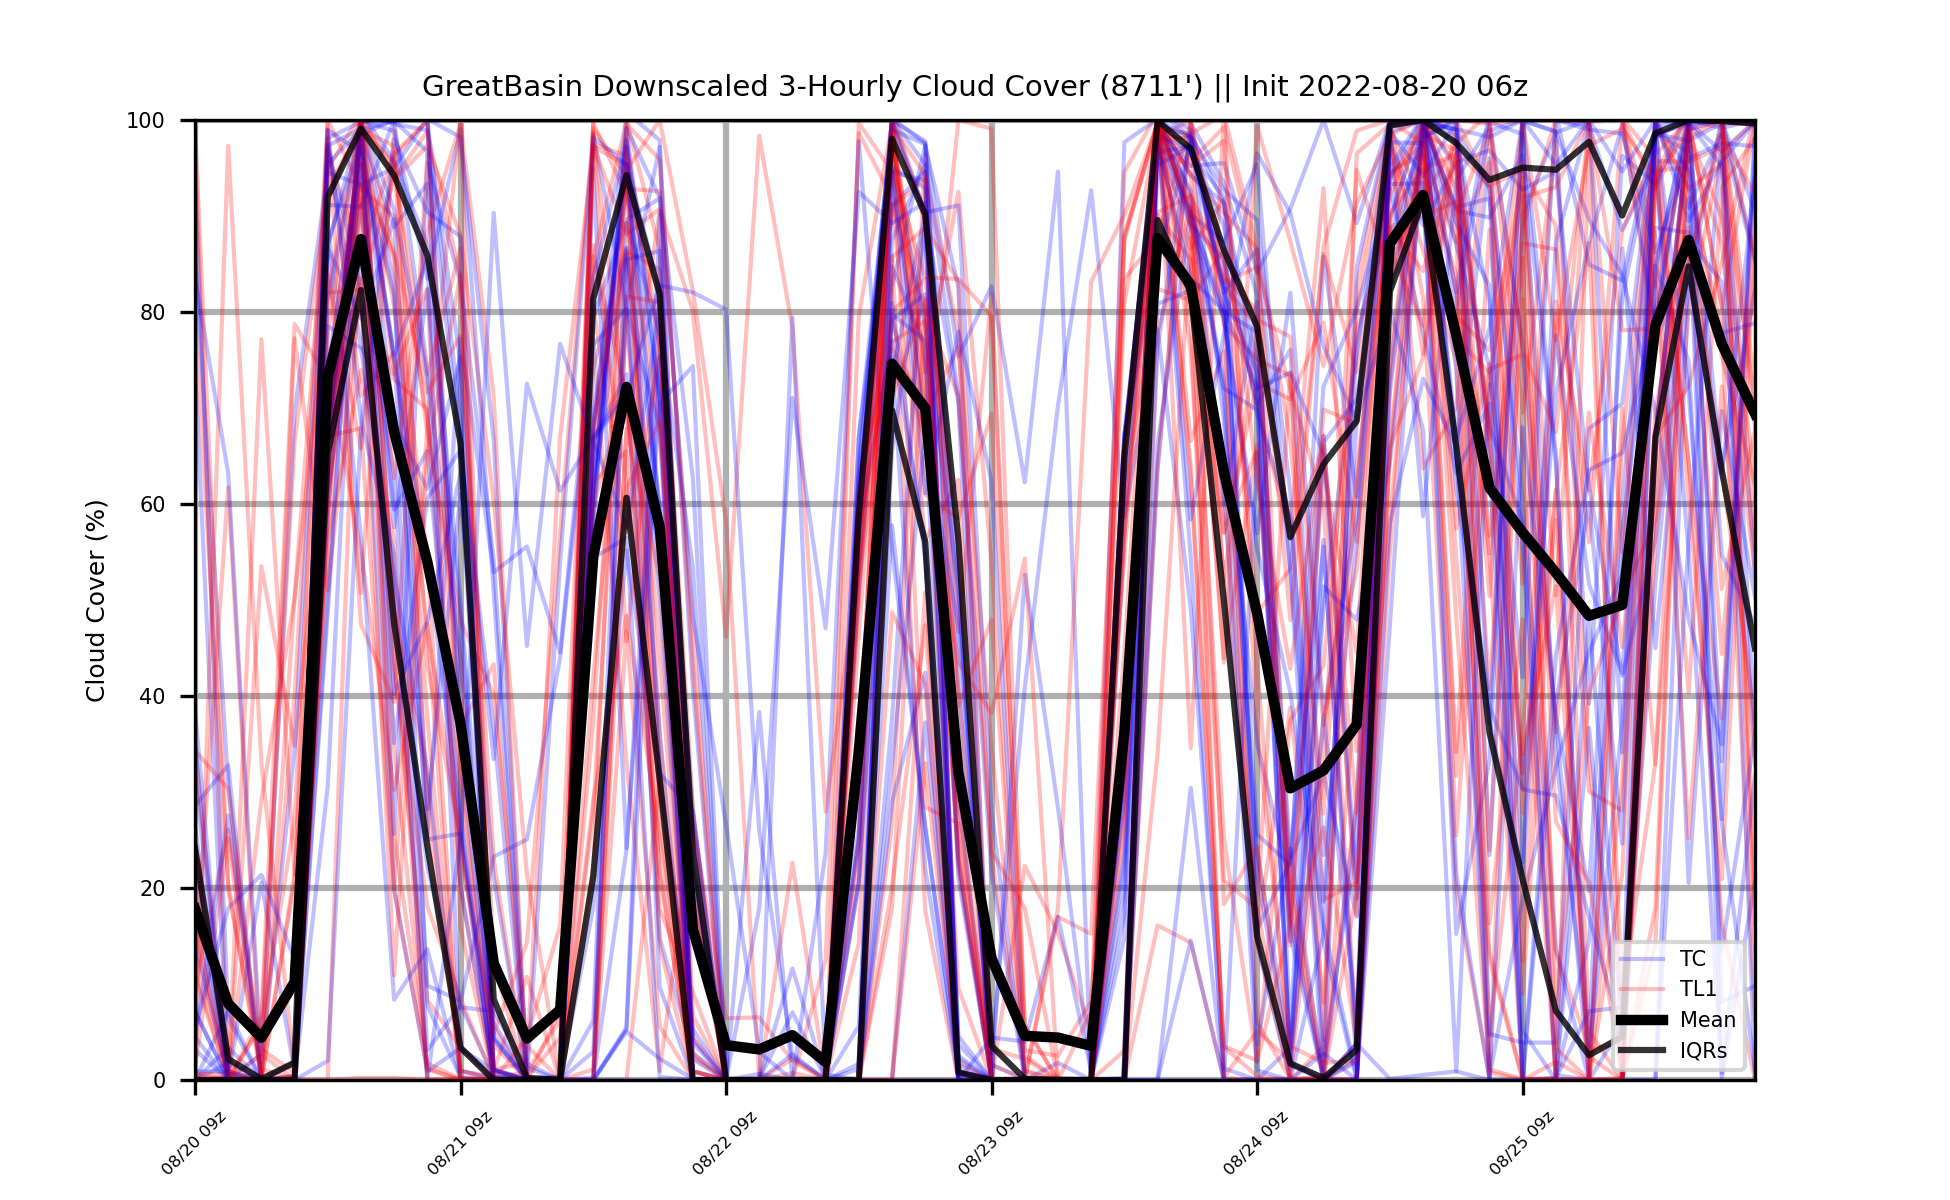 GreatBasin Downscaled 3-Hourly Cloud Cover (8711') || Init 2022-08-20 06z
Cloud Cover (%)
100
80
60
40
20
0
TC
TL1
Mean
IQRs
08/20 09z
08/21 09z
08/22 09z
08/23 09z
08/24 09z
08/25 09z